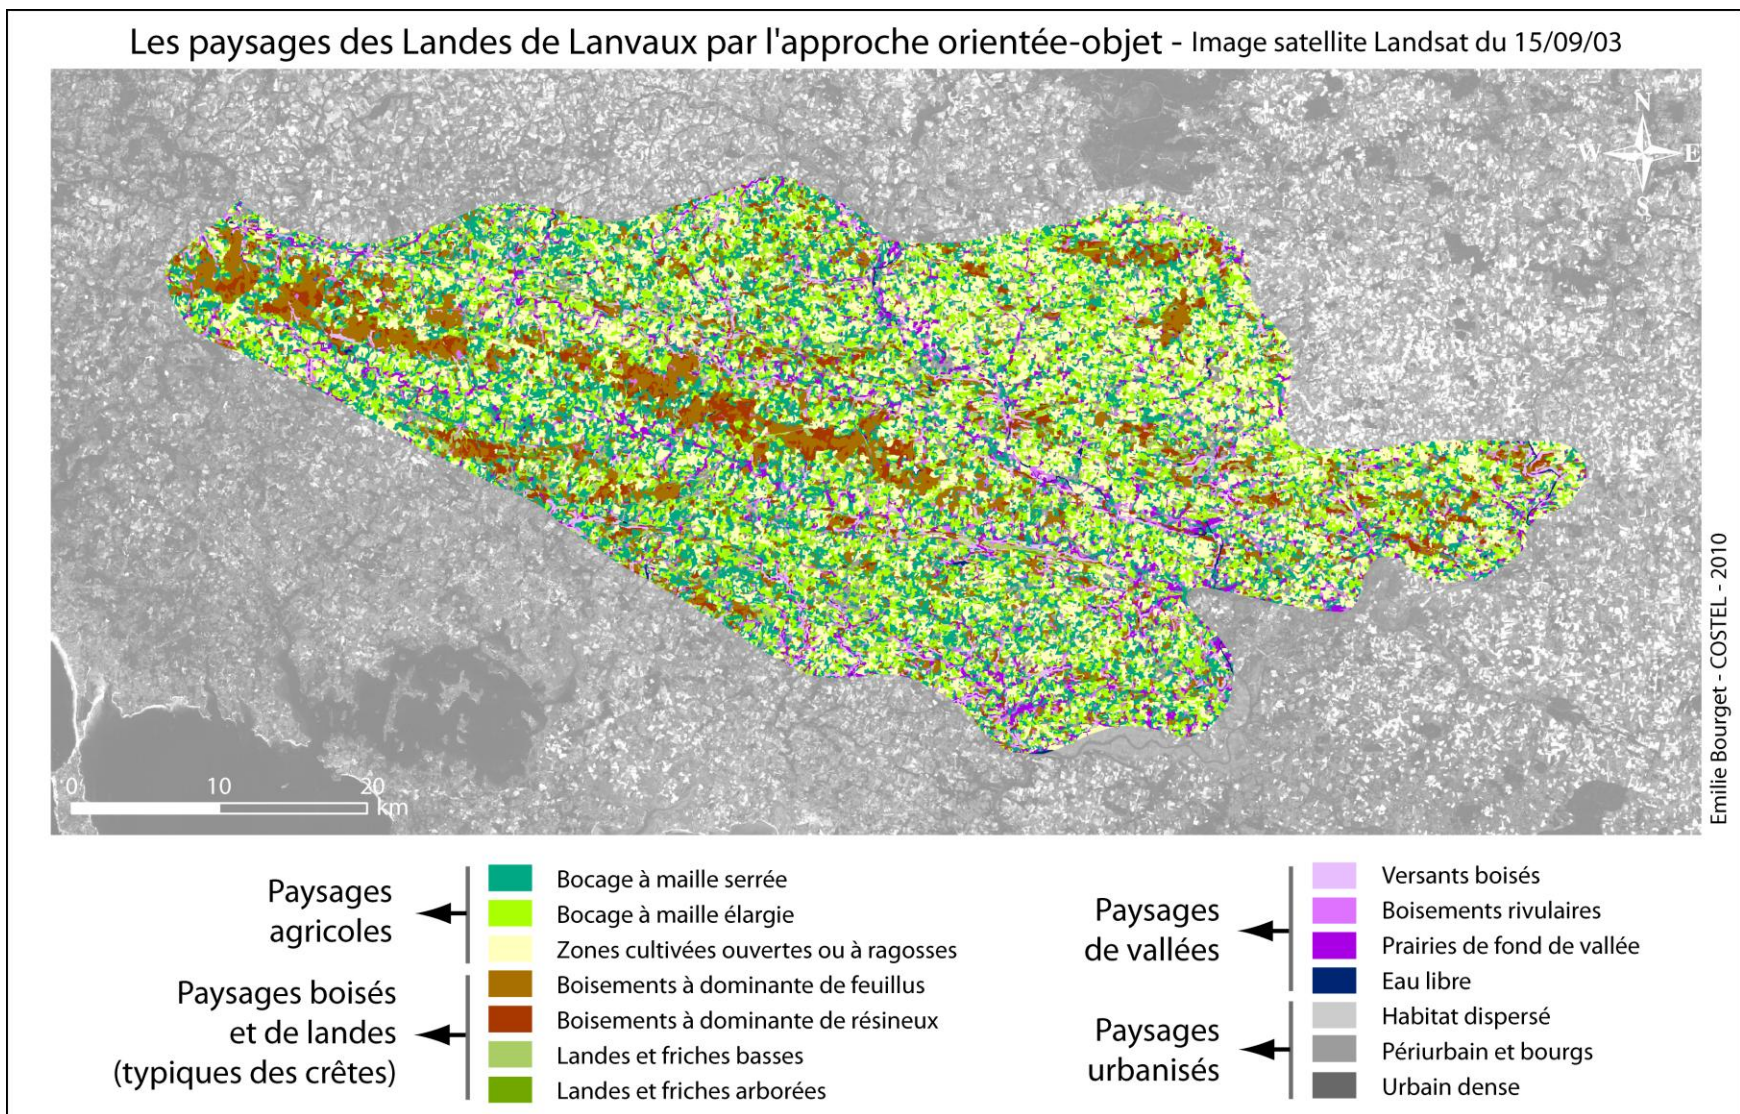 Les paysages des Landes de Lanvaux par l'approche orientée-objet - Image satellite Landsat du 15/09/03
N
W E
S
0 10 20
km
Emilie Bourget - COSTEL - 2010
Paysages
agricoles
Bocage à maille serrée
Bocage à maille élargie
Zones cultivées ouvertes ou à ragosses
Paysages boisés
et de landes
(typiques des crêtes)
Boisements à dominante de feuillus
Boisements à dominante de résineux
Landes et friches basses
Landes et friches arborées
Paysages
de vallées
Versants boisés
Boisements rivulaires
Prairies de fond de vallée
Eau libre
Paysages
urbanisés
Habitat dispersé
Périurbain et bourgs
Urbain dense